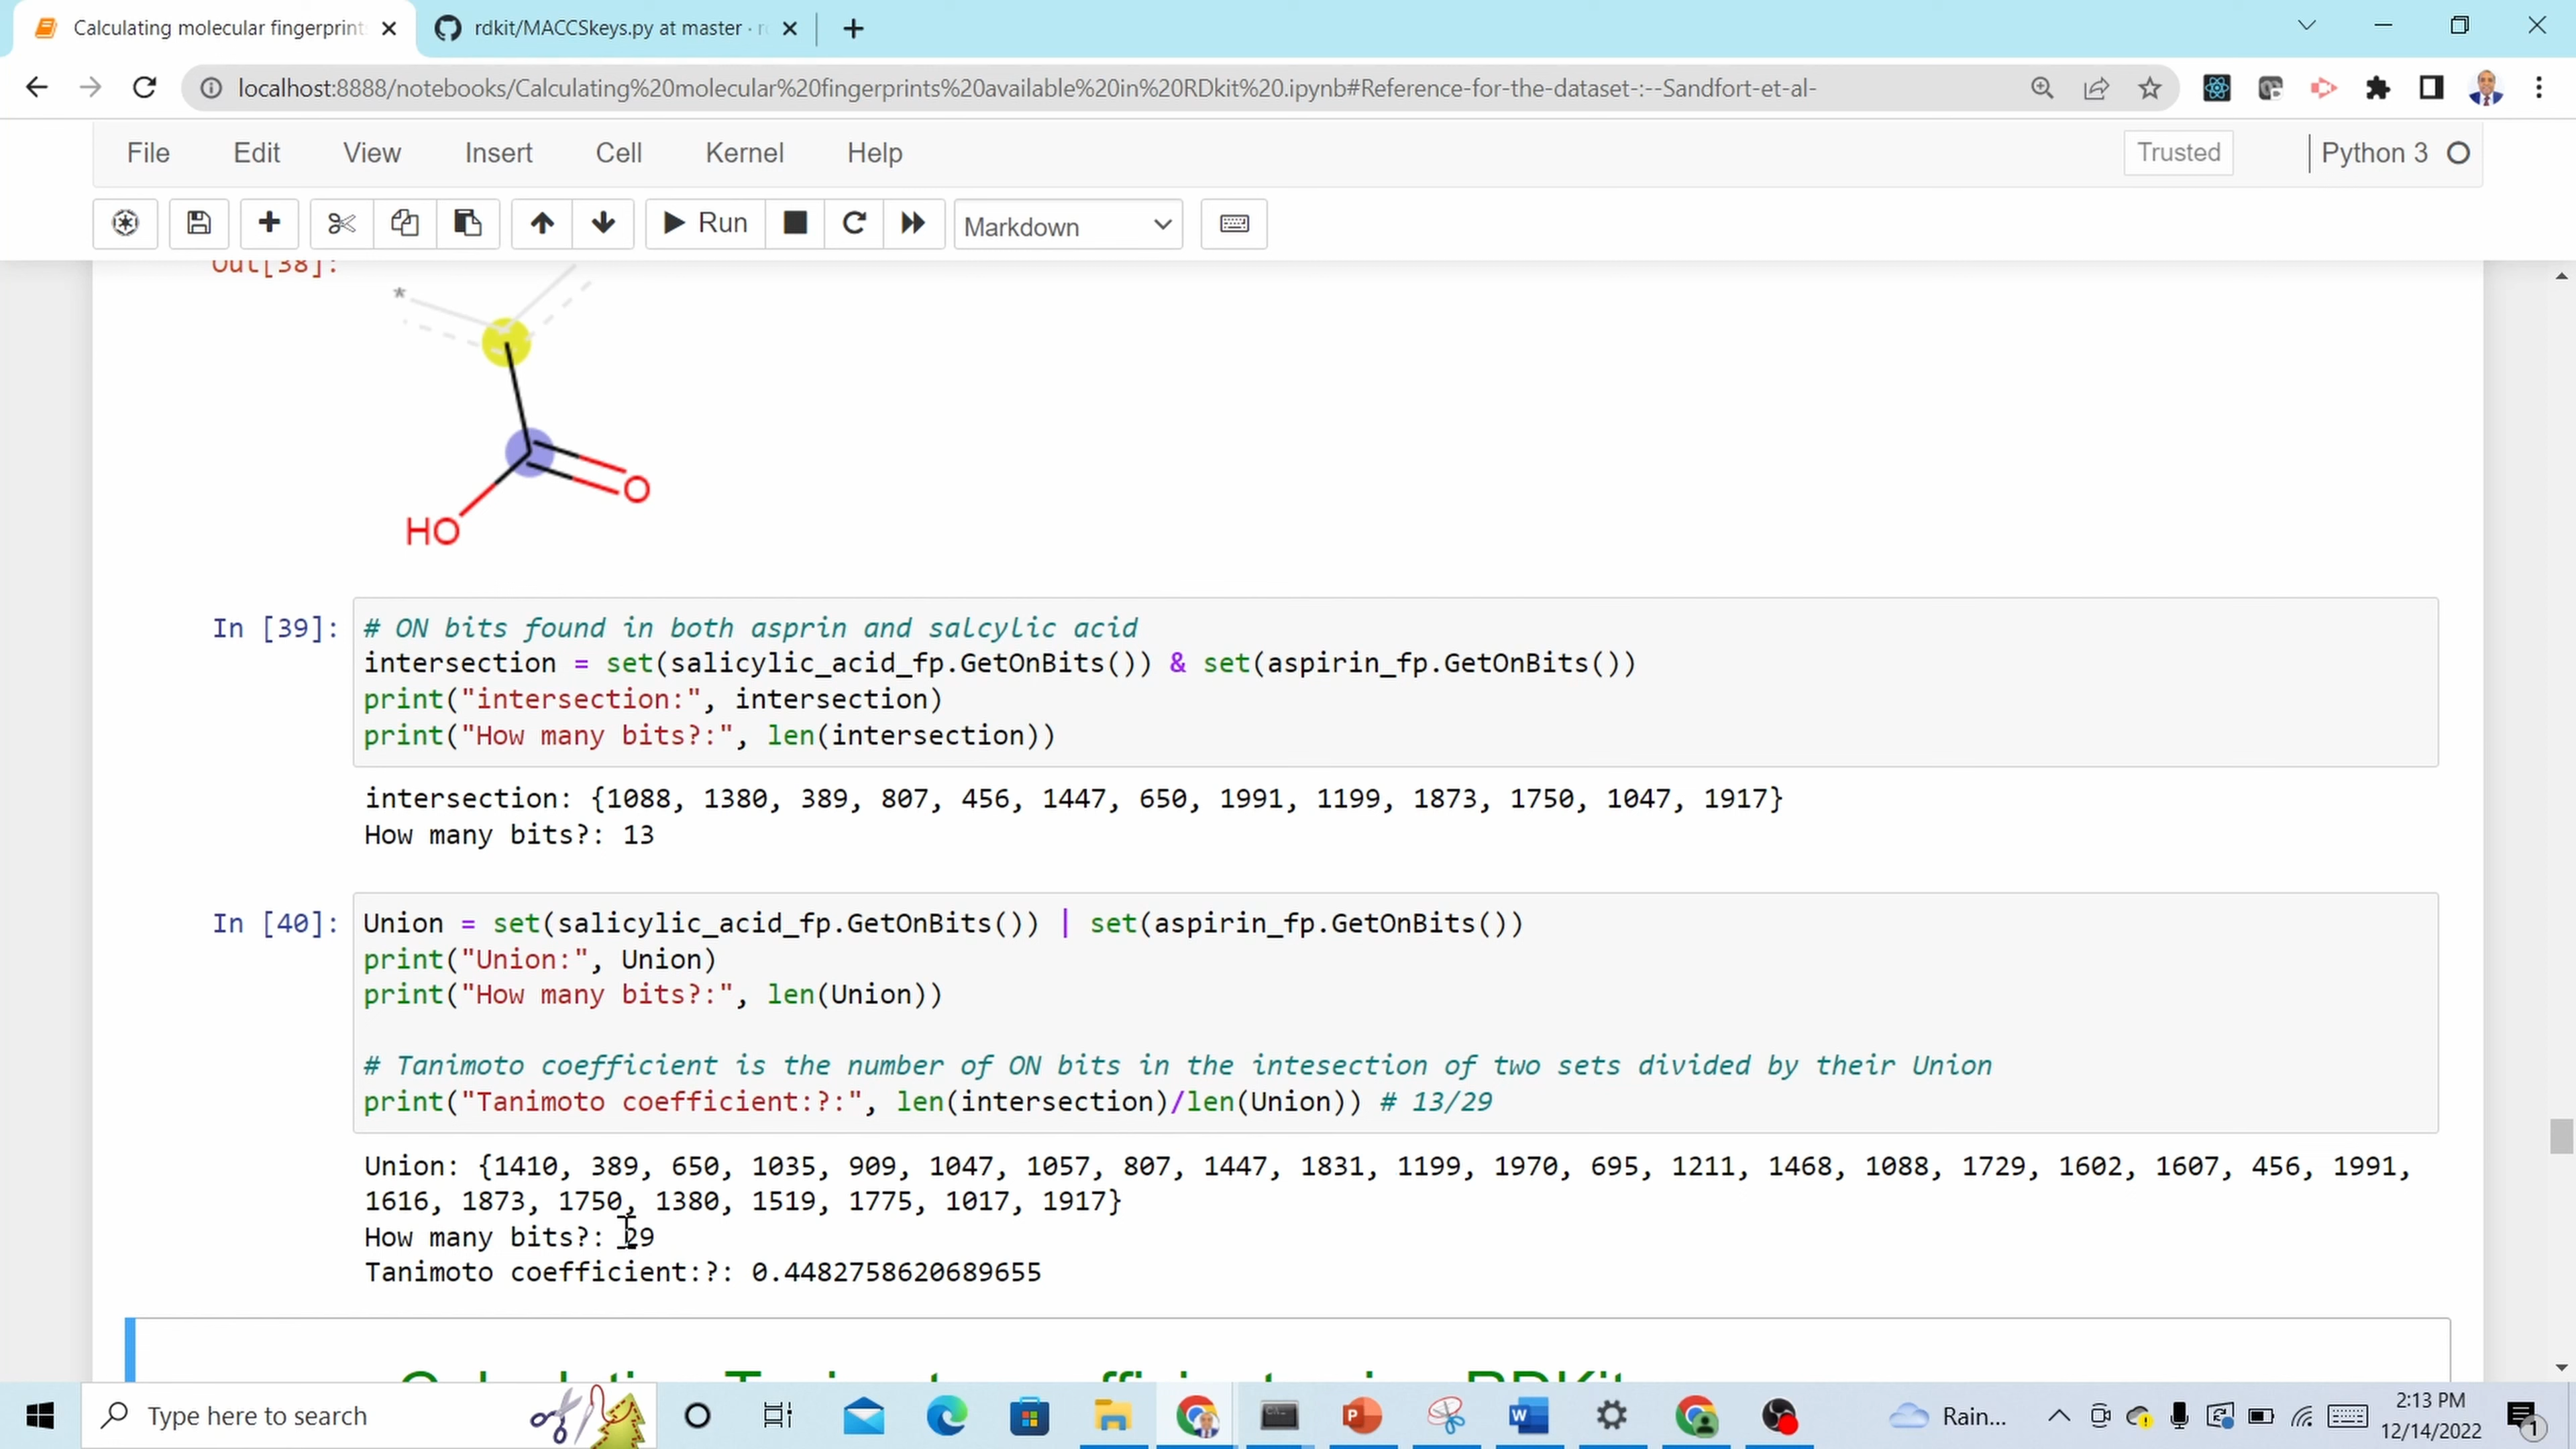 Calculating molecular fingerprint
rdkit/MACCSkeys.py at master · r
localhost:8888/notebooks/Calculating%20molecular%20fingerprints%20available%20in%20RDkit%20.ipynb#Reference-for-the-dataset-:--Sandfort-et-al-
File Edit View Insert Cell Kernel Help Trusted Python 3
Run Markdown
Out[38]:
*
O
HO
In [39]: # ON bits found in both asprin and salcylic acid
intersection = set(salicylic_acid_fp.GetOnBits()) & set(aspirin_fp.GetOnBits())
print("intersection:", intersection)
print("How many bits?:", len(intersection))
intersection: {1088, 1380, 389, 807, 456, 1447, 650, 1991, 1199, 1873, 1750, 1047, 1917}
How many bits?: 13
In [40]: Union = set(salicylic_acid_fp.GetOnBits()) | set(aspirin_fp.GetOnBits())
print("Union:", Union)
print("How many bits?:", len(Union))
# Tanimoto coefficient is the number of ON bits in the intesection of two sets divided by their Union
print("Tanimoto coefficient:?:", len(intersection)/len(Union)) # 13/29
Union: {1410, 389, 650, 1035, 909, 1047, 1057, 807, 1447, 1831, 1199, 1970, 695, 1211, 1468, 1088, 1729, 1602, 1607, 456, 1991,
1616, 1873, 1750, 1380, 1519, 1775, 1017, 1917}
How many bits?: 29
Tanimoto coefficient:?: 0.4482758620689655
Type here to search
Rain...
2:13 PM
12/14/2022
1